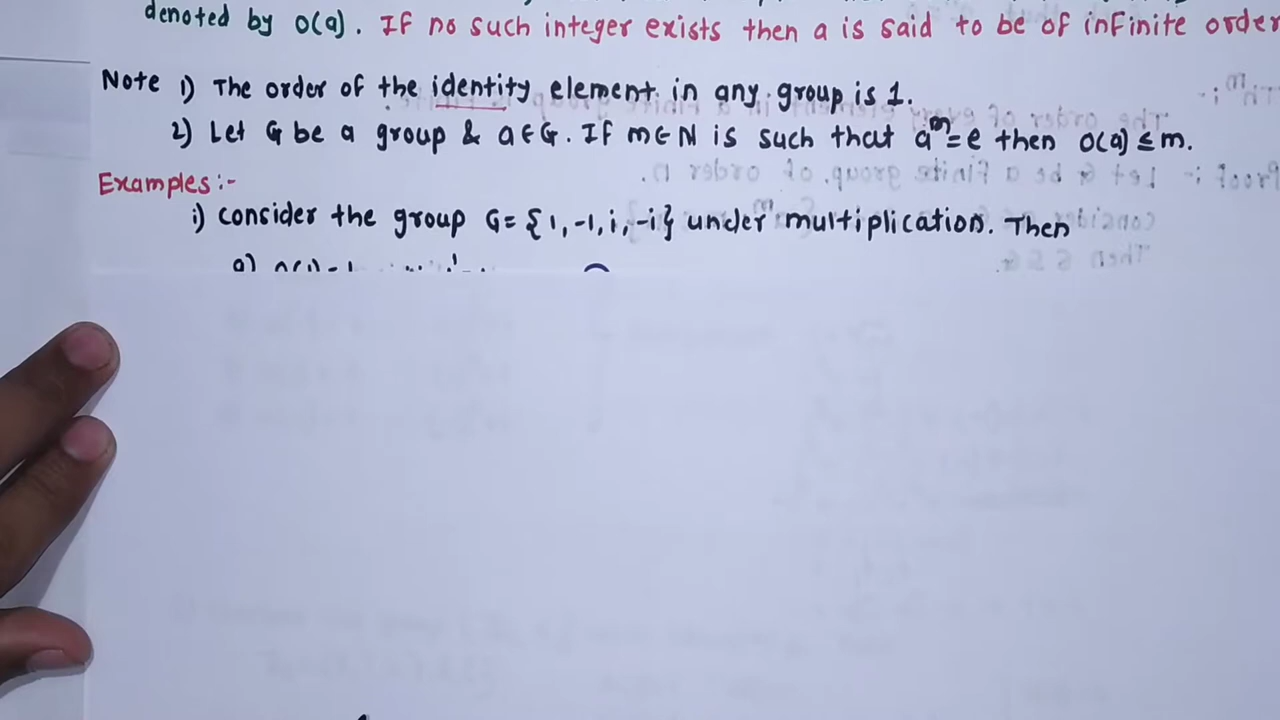 denoted by o(a). If no such integer exists then a is said to be of infinite order
Note 1) The order of the identity element in any group is 1.
2) Let G be a group & a∈G. If m∈N is such that a^m=e then o(a) ≤ m.
Examples:-
i) consider the group G= {1,-1,i,-i} under multiplication. Then